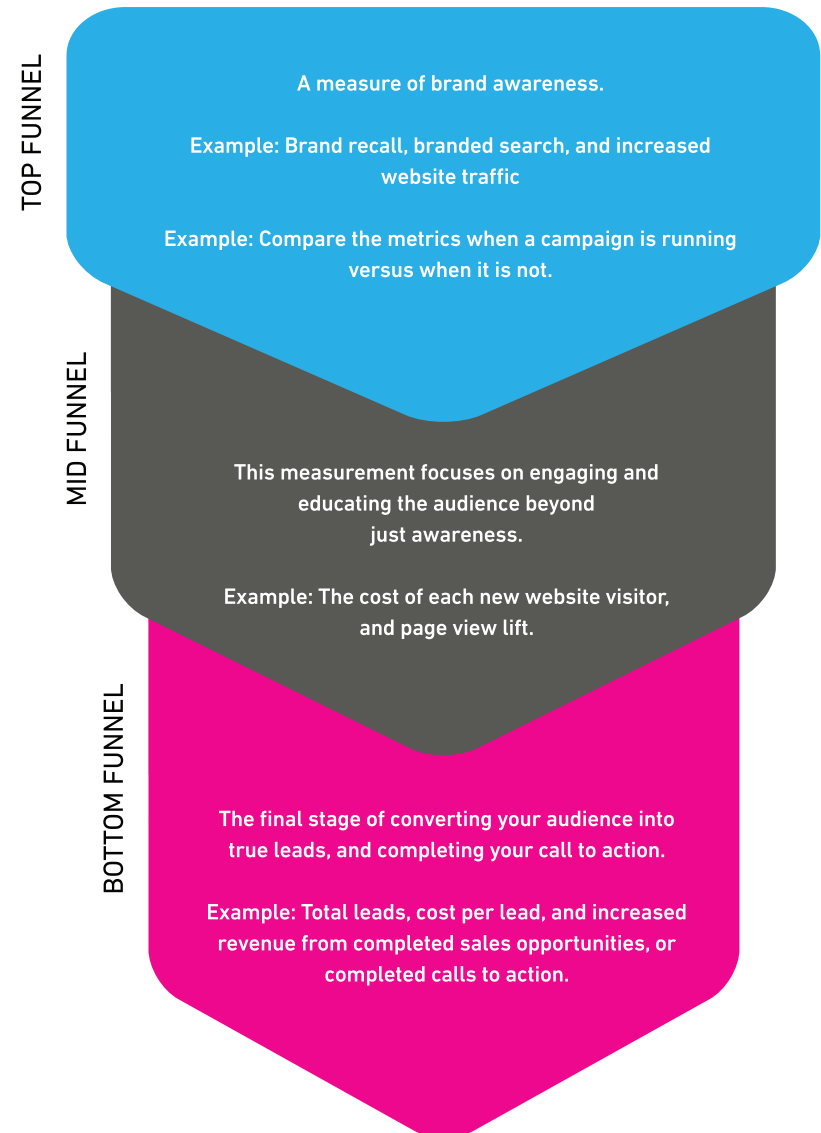 TOP FUNNEL
A measure of brand awareness.
Example: Brand recall, branded search, and increased
website traffic
Example: Compare the metrics when a campaign is running
versus when it is not.
MID FUNNEL
This measurement focuses on engaging and
educating the audience beyond
just awareness.
Example: The cost of each new website visitor,
and page view lift.
BOTTOM FUNNEL
The final stage of converting your audience into
true leads, and completing your call to action.
Example: Total leads, cost per lead, and increased
revenue from completed sales opportunities, or
completed calls to action.